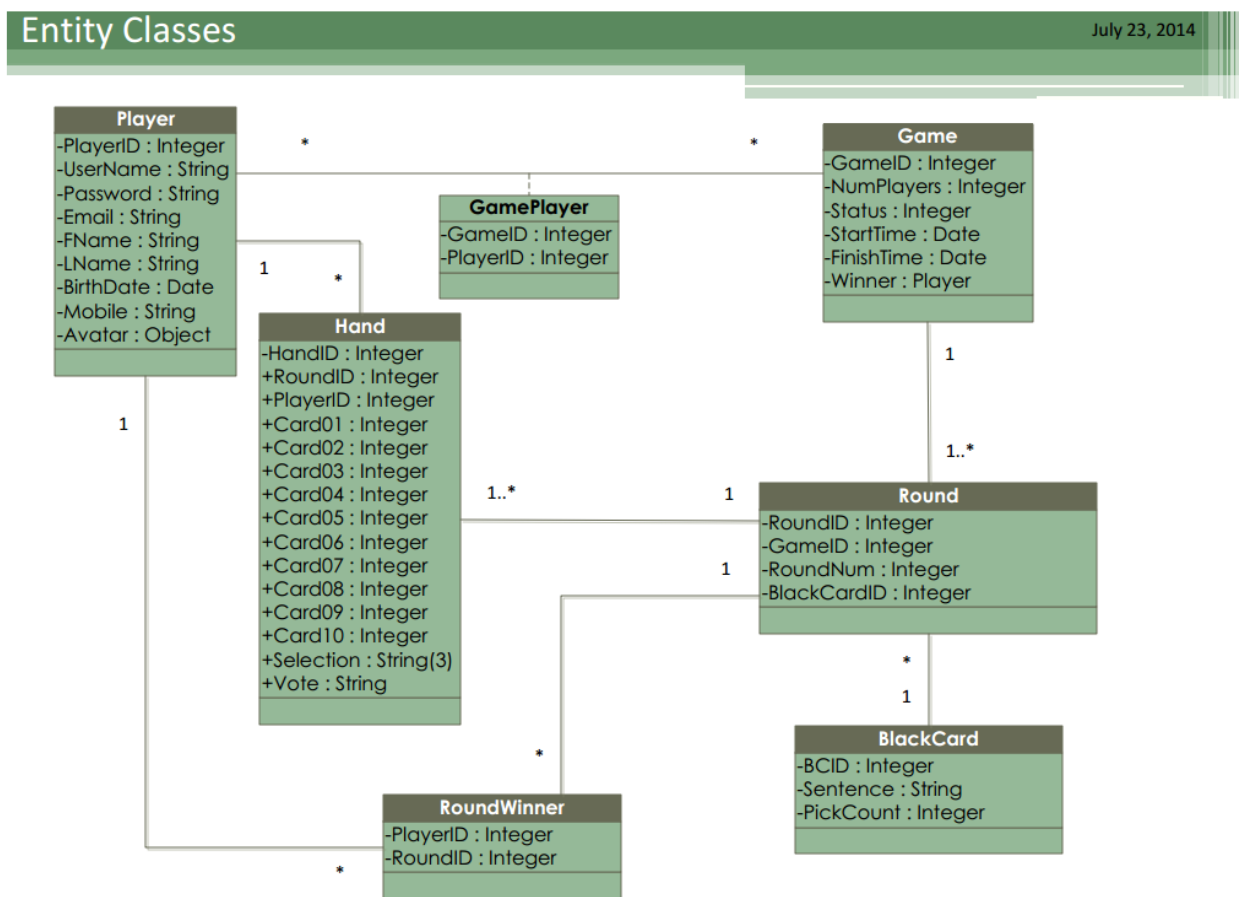 Entity Classes
July 23, 2014
Player
-PlayerID : Integer
-UserName : String
-Password : String
-Email : String
-FName : String
-LName : String
-BirthDate : Date
-Mobile : String
-Avatar : Object
*
*
GamePlayer
-GameID : Integer
-PlayerID : Integer
Game
-GameID : Integer
-NumPlayers : Integer
-Status : Integer
-StartTime : Date
-FinishTime : Date
-Winner : Player
1
*
Hand
-HandID : Integer
+RoundID : Integer
+PlayerID : Integer
+Card01 : Integer
+Card02 : Integer
+Card03 : Integer
+Card04 : Integer
+Card05 : Integer
+Card06 : Integer
+Card07 : Integer
+Card08 : Integer
+Card09 : Integer
+Card10 : Integer
+Selection : String(3)
+Vote : String
1
1..*
1
1..*
1
Round
-RoundID : Integer
-GameID : Integer
-RoundNum : Integer
-BlackCardID : Integer
1
*
1
BlackCard
-BCID : Integer
-Sentence : String
-PickCount : Integer
*
RoundWinner
-PlayerID : Integer
-RoundID : Integer
*